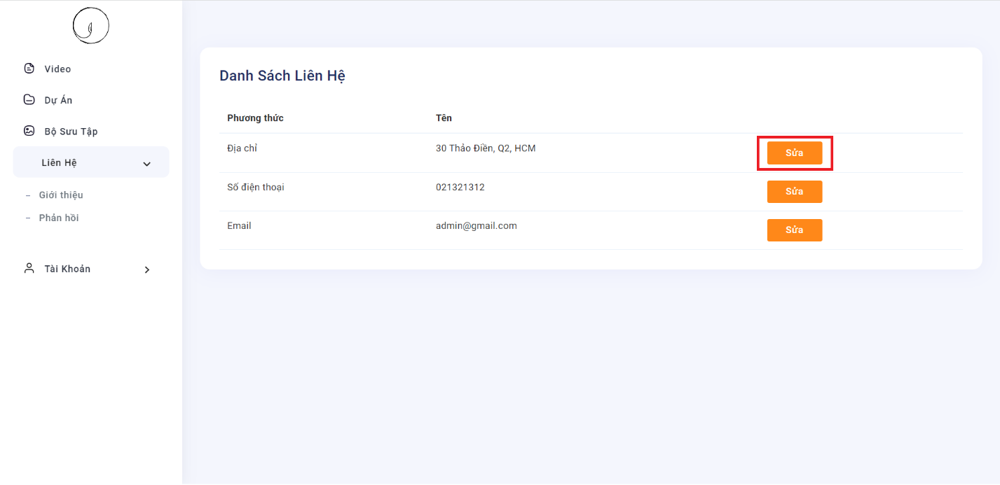 Video
Dự Án
Bộ Sưu Tập
Liên Hệ
– Giới thiệu
– Phản hồi
Tài Khoản
Danh Sách Liên Hệ
Phương thức Tên
Địa chỉ 30 Thảo Điền, Q2, HCM Sửa
Số điện thoại 021321312 Sửa
Email admin@gmail.com Sửa